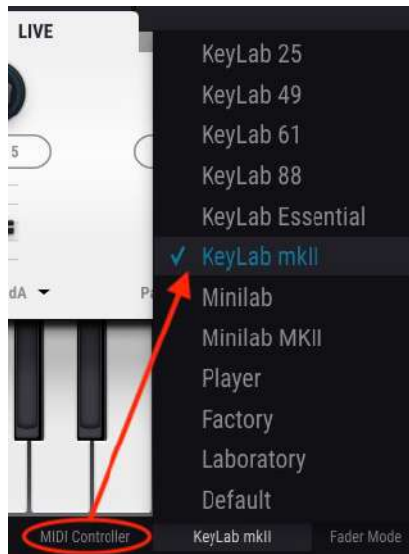 LIVE
KeyLab 25
KeyLab 49
KeyLab 61
5
KeyLab 88
KeyLab Essential
✓ KeyLab mkII
dA
Minilab
Minilab MKII
Player
Factory
Laboratory
Default
MIDI Controller KeyLab mkII Fader Mode